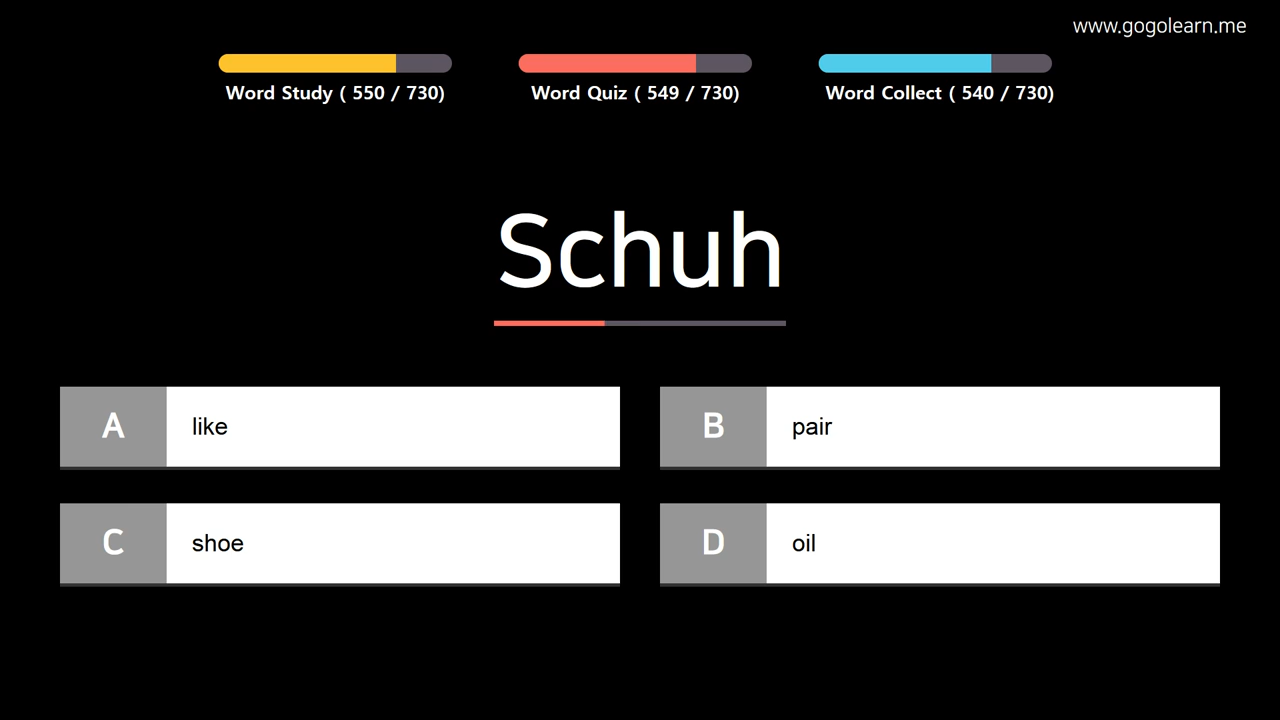 www.gogolearn.me
Word Study ( 550 / 730)
Word Quiz ( 549 / 730)
Word Collect ( 540 / 730)
Schuh
A like
B pair
C shoe
D oil